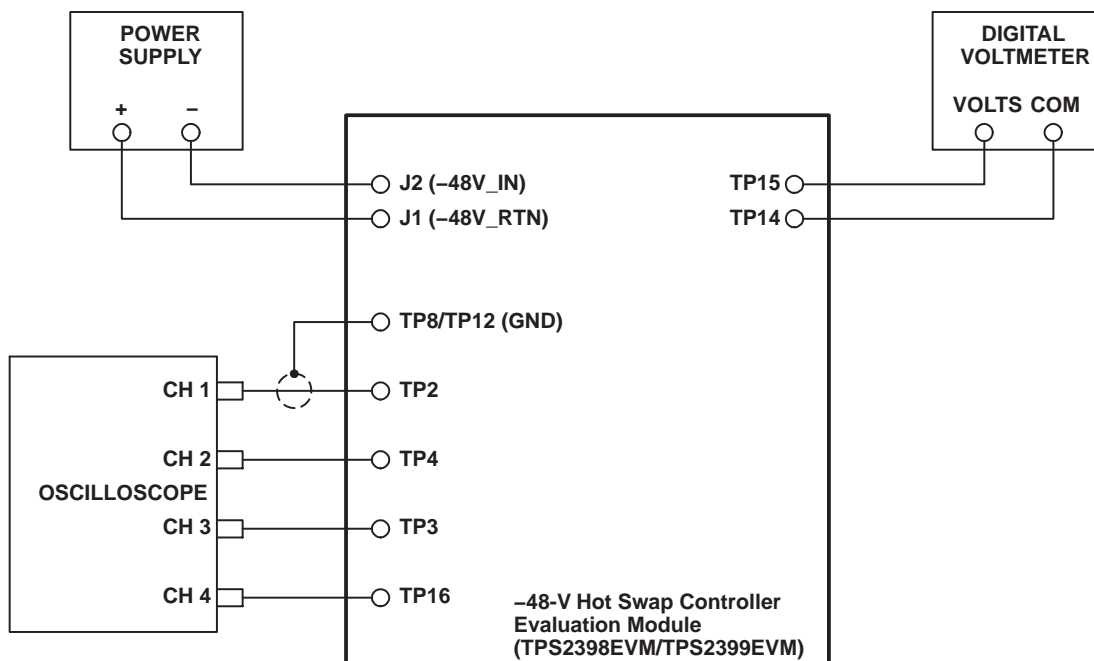 POWER
SUPPLY
+ –
DIGITAL
VOLTMETER
VOLTS COM
J2 (–48V_IN)
J1 (–48V_RTN)
TP15
TP14
TP8/TP12 (GND)
CH 1
TP2
CH 2
TP4
OSCILLOSCOPE
CH 3
TP3
CH 4
TP16
–48-V Hot Swap Controller
Evaluation Module
(TPS2398EVM/TPS2399EVM)